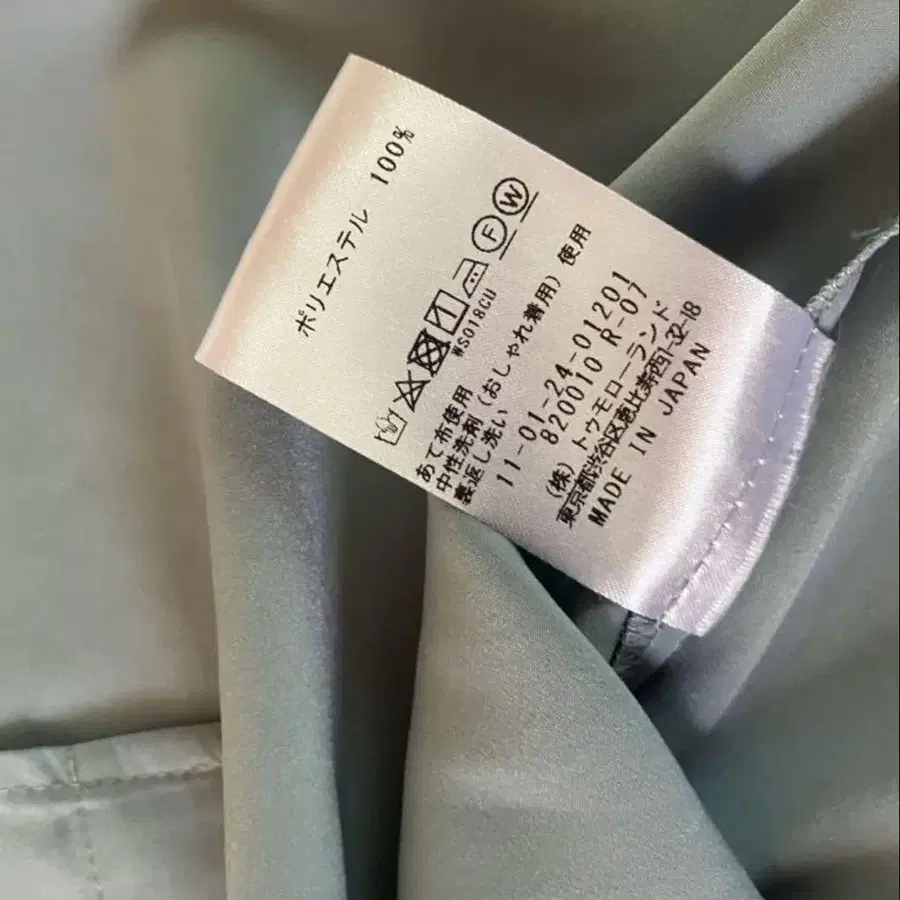 ポリエステル 100%
F W
WS018CU
あて布使用
中性洗剤(おしゃれ着用)使用
裏返し洗い
11-01-24-01201
820010 R-07
(株)トゥモローランド
東京都渋谷区恵比寿西1-32-18
MADE IN JAPAN